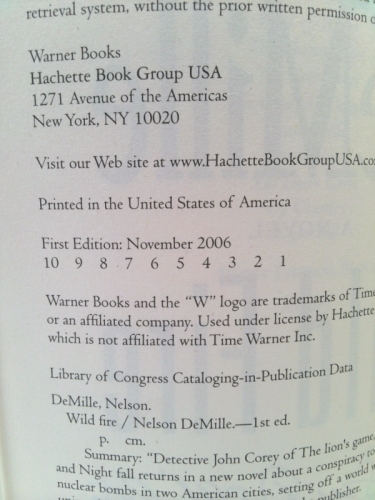 retrieval system, without the prior written permission
Warner Books
Hachette Book Group USA
1271 Avenue of the Americas
New York, NY 10020
Visit our Web site at www.HachetteBookGroupUSA.co
Printed in the United States of America
First Edition: November 2006
10 9 8 7 6 5 4 3 2 1
Warner Books and the “W” logo are trademarks of Time
or an affiliated company. Used under license by Hachette
which is not affiliated with Time Warner Inc.
Library of Congress Cataloging-in-Publication Data
DeMille, Nelson.
Wild fire / Nelson DeMille.—1st ed.
p. cm.
Summary: “Detective John Corey of The lion's game
and Night fall returns in a new novel about a conspiracy to
nuclear bombs in two American cities, setting off a world
publisher.